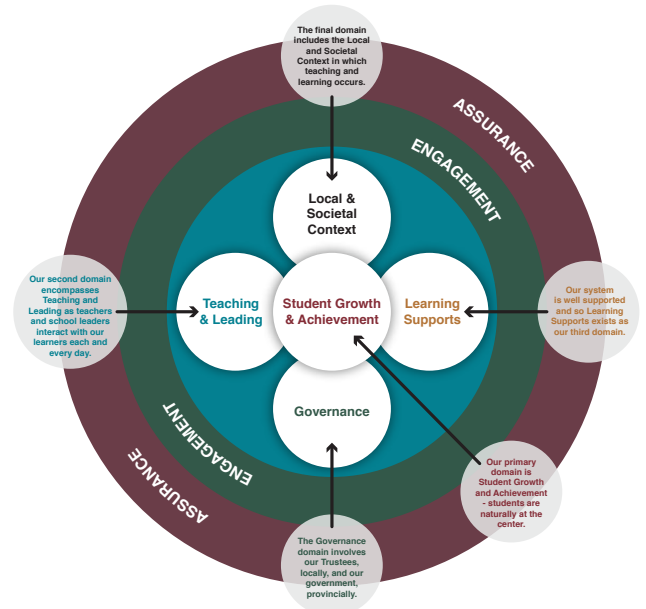 The final domain
includes the Local
and Societal
Context in which
teaching and
learning occurs.
ASSURANCE
ENGAGEMENT
Local &
Societal
Context
Our second domain
encompasses
Teaching and
Leading as teachers
and school leaders
interact with our
learners each and
every day.
Teaching
& Leading
Student Growth
& Achievement
Learning
Supports
Our system
is well supported
and so Learning
Supports exists as
our third domain.
Governance
ENGAGEMENT
ASSURANCE
Our primary
domain is
Student Growth
and Achievement
- students are
naturally at the
center.
The Governance
domain involves
our Trustees,
locally, and our
government,
provincially.